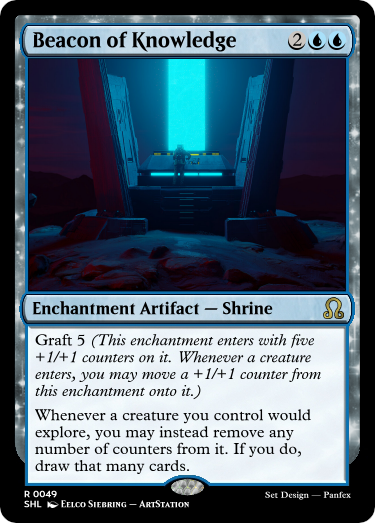 Beacon of Knowledge 2
Enchantment Artifact — Shrine
Graft 5 (This enchantment enters with five
+1/+1 counters on it. Whenever a creature
enters, you may move a +1/+1 counter from
this enchantment onto it.)
Whenever a creature you control would
explore, you may instead remove any
number of counters from it. If you do,
draw that many cards.
R 0049
SHL Eelco Siebring — ArtStation
Set Design — Panfex